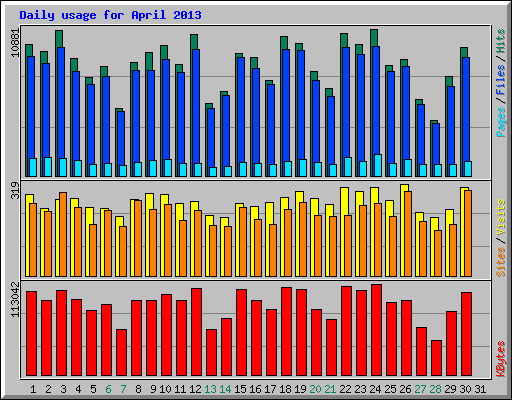 Daily usage for April 2013
10881
Pages / Files / Hits
319
Sites / Visits
113042
KBytes
1 2 3 4 5 6 7 8 9 10 11 12 13 14 15 16 17 18 19 20 21 22 23 24 25 26 27 28 29 30 31